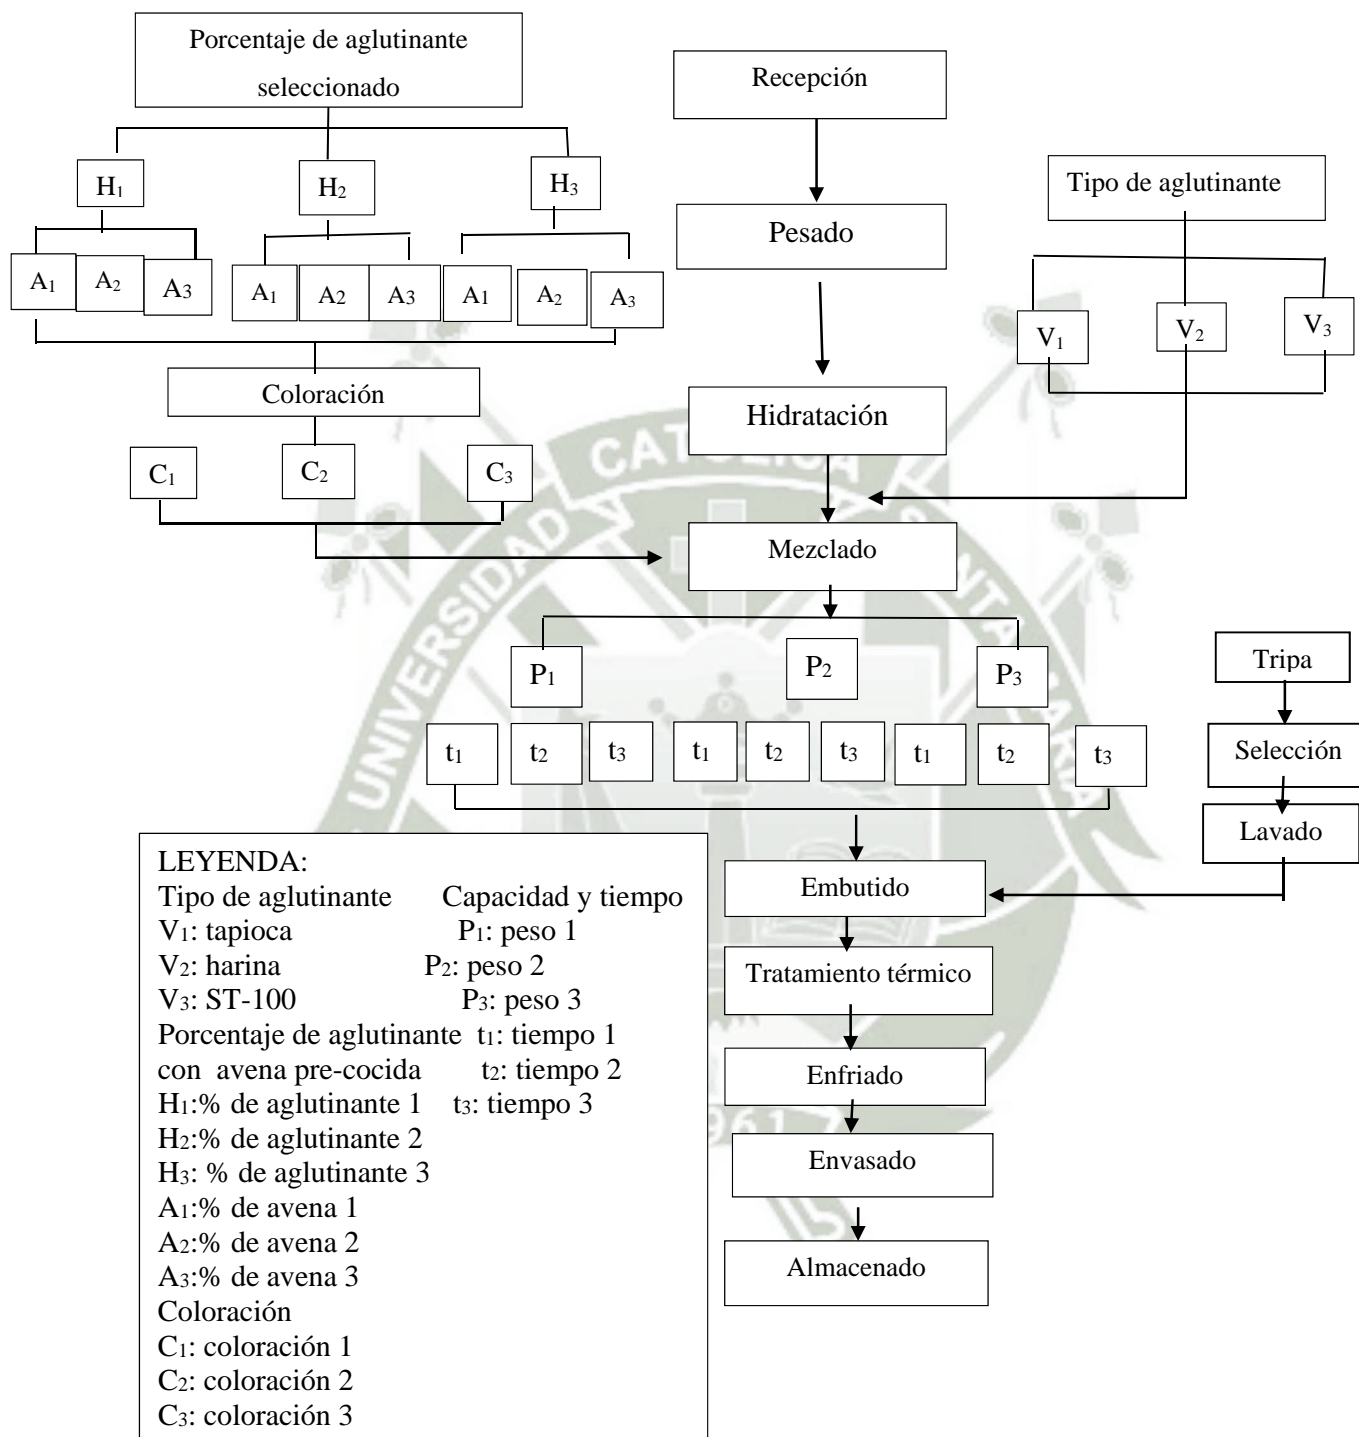 Porcentaje de aglutinante
seleccionado
H1
H2
H3
A1
A2
A3
A1
A2
A3
A1
A2
A3
Coloración
C1
C2
C3
Recepción
Pesado
Hidratación
Mezclado
Tipo de aglutinante
V1
V2
V3
P1
P2
P3
t1
t2
t3
t1
t2
t3
t1
t2
t3
Tripa
Selección
Lavado
Embutido
Tratamiento térmico
Enfriado
Envasado
Almacenado
LEYENDA:
Tipo de aglutinante Capacidad y tiempo
V1: tapioca P1: peso 1
V2: harina P2: peso 2
V3: ST-100 P3: peso 3
Porcentaje de aglutinante t1: tiempo 1
con avena pre-cocida t2: tiempo 2
H1:% de aglutinante 1 t3: tiempo 3
H2:% de aglutinante 2
H3: % de aglutinante 3
A1:% de avena 1
A2:% de avena 2
A3:% de avena 3
Coloración
C1: coloración 1
C2: coloración 2
C3: coloración 3
UNIVERSIDAD CATOLICA
961